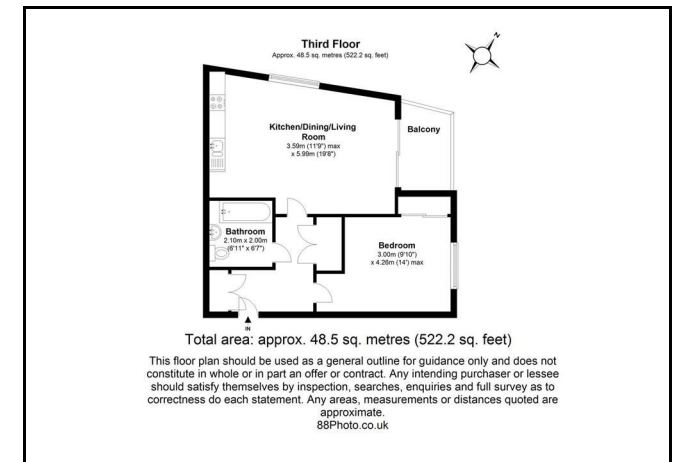 Third Floor
Approx. 48.5 sq. metres (522.2 sq. feet)
N
Kitchen/Dining/Living
Room
3.59m (11'9") max
x 5.99m (19'8")
Balcony
Bathroom
2.10m x 2.00m
(6'11" x 6'7")
Bedroom
3.00m (9'10")
x 4.26m (14') max
IN
Total area: approx. 48.5 sq. metres (522.2 sq. feet)
This floor plan should be used as a general outline for guidance only and does not
constitute in whole or in part an offer or contract. Any intending purchaser or lessee
should satisfy themselves by inspection, searches, enquiries and full survey as to
correctness do each statement. Any areas, measurements or distances quoted are
approximate.
88Photo.co.uk